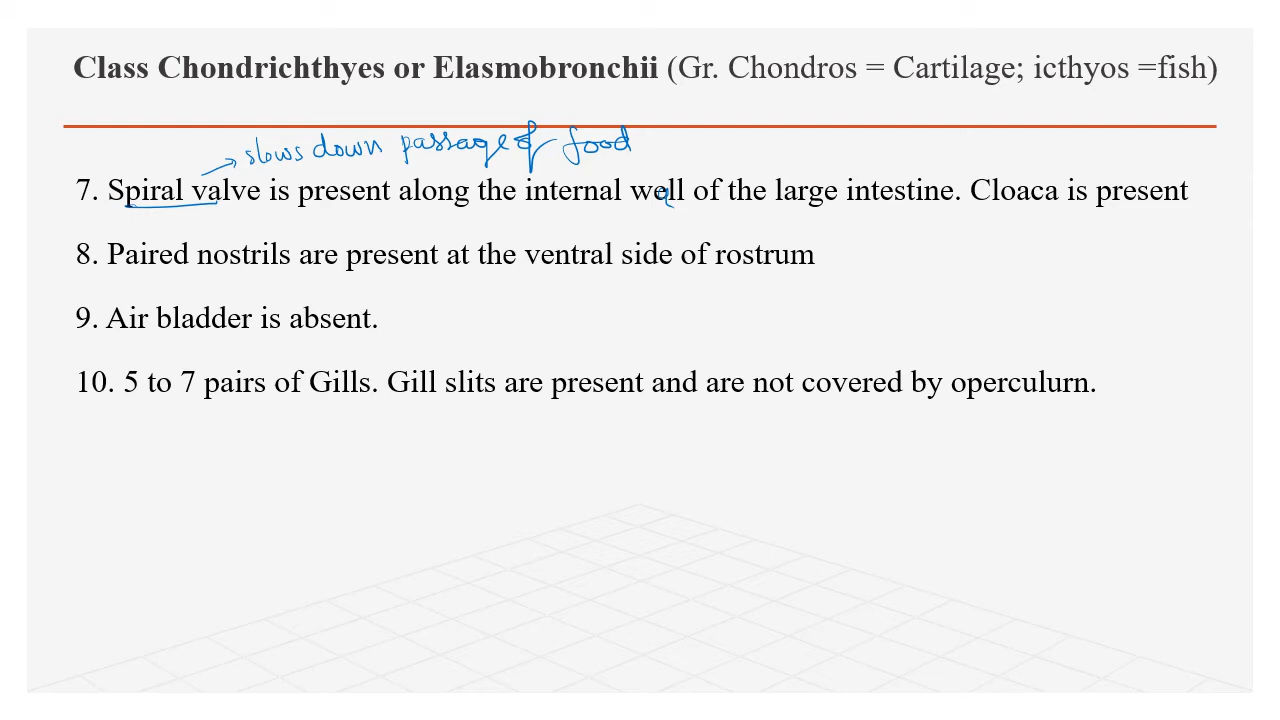 Class Chondrichthyes or Elasmobronchii (Gr. Chondros = Cartilage; icthyos =fish)
slows down passage of food
7. Spiral valve is present along the internal wall of the large intestine. Cloaca is present
8. Paired nostrils are present at the ventral side of rostrum
9. Air bladder is absent.
10. 5 to 7 pairs of Gills. Gill slits are present and are not covered by operculurn.